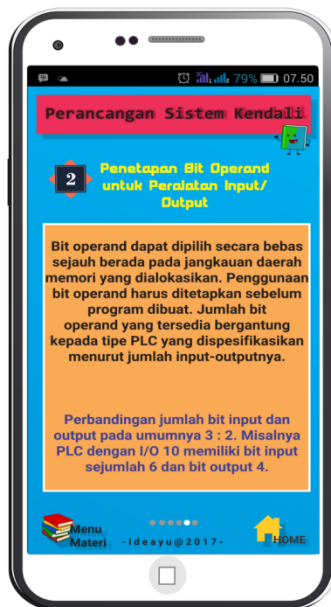 79% 07.50
Perancangan Sistem Kendali
2
Penetapan Bit Operand
untuk Peralatan Input/
Output
Bit operand dapat dipilih secara bebas
sejauh berada pada jangkauan daerah
memori yang dialokasikan. Penggunaan
bit operand harus ditetapkan sebelum
program dibuat. Jumlah bit
operand yang tersedia bergantung
kepada tipe PLC yang dispesifikasikan
menurut jumlah input-outputnya.
Perbandingan jumlah bit input dan
output pada umumnya 3 : 2. Misalnya
PLC dengan I/O 10 memiliki bit input
sejumlah 6 dan bit output 4.
Menu
Materi
-Ideayu@2017-
HOME